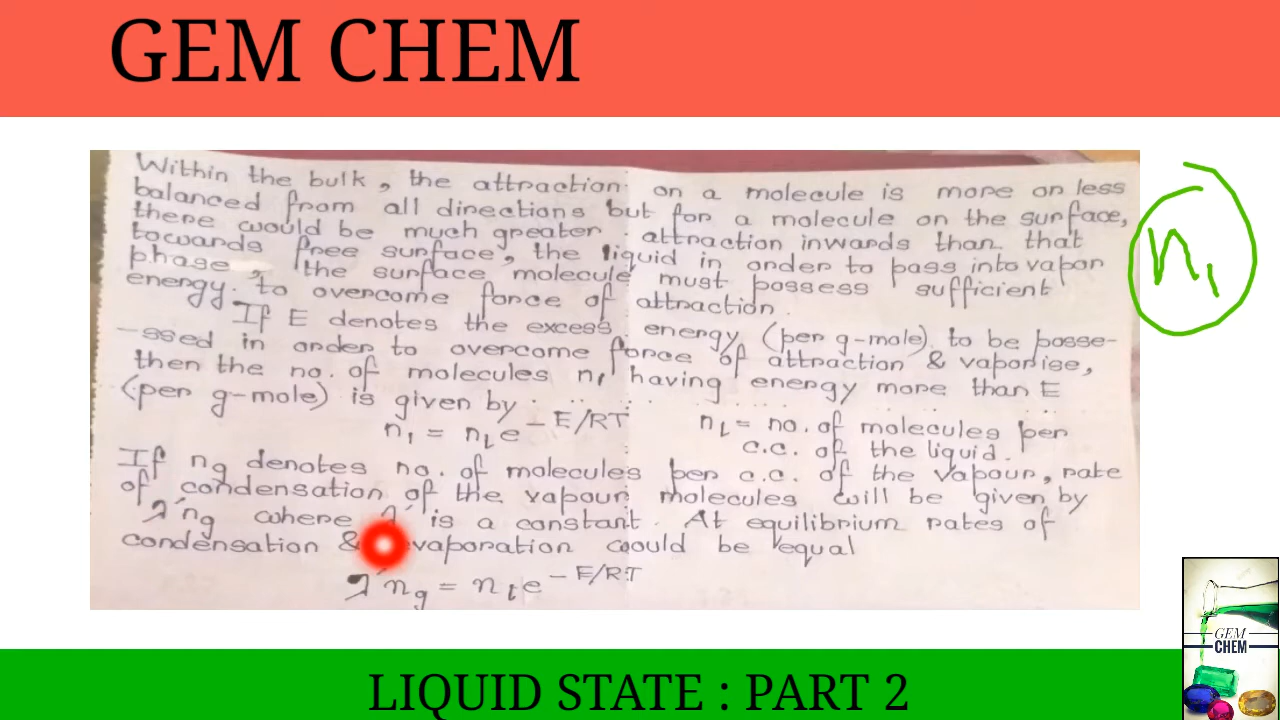 GEM CHEM
Within the bulk, the attraction on a molecule is more or less
balanced from all directions but for a molecule on the surface,
there would be much greater attraction inwards than that
towards free surface, the liquid in order to pass into vapor
phase, the surface molecule must possess sufficient
energy. to overcome force of attraction.
If E denotes the excess energy (per g-mole) to be posse-
-ssed in order to overcome force of attraction & vaporise,
then the no. of molecules n₁ having energy more than E
(per g-mole) is given by
n₁ = nₗe^-E/RT nₗ = no. of molecules per
c.c. of the liquid.
If ng denotes no. of molecules per c.c. of the vapour, rate
of condensation of the vapour molecules will be given by
λ'ng where λ' is a constant. At equilibrium rates of
condensation & evaporation would be equal
λ'ng = nₗe^-E/RT
n₁
GEM
CHEM
LIQUID STATE : PART 2